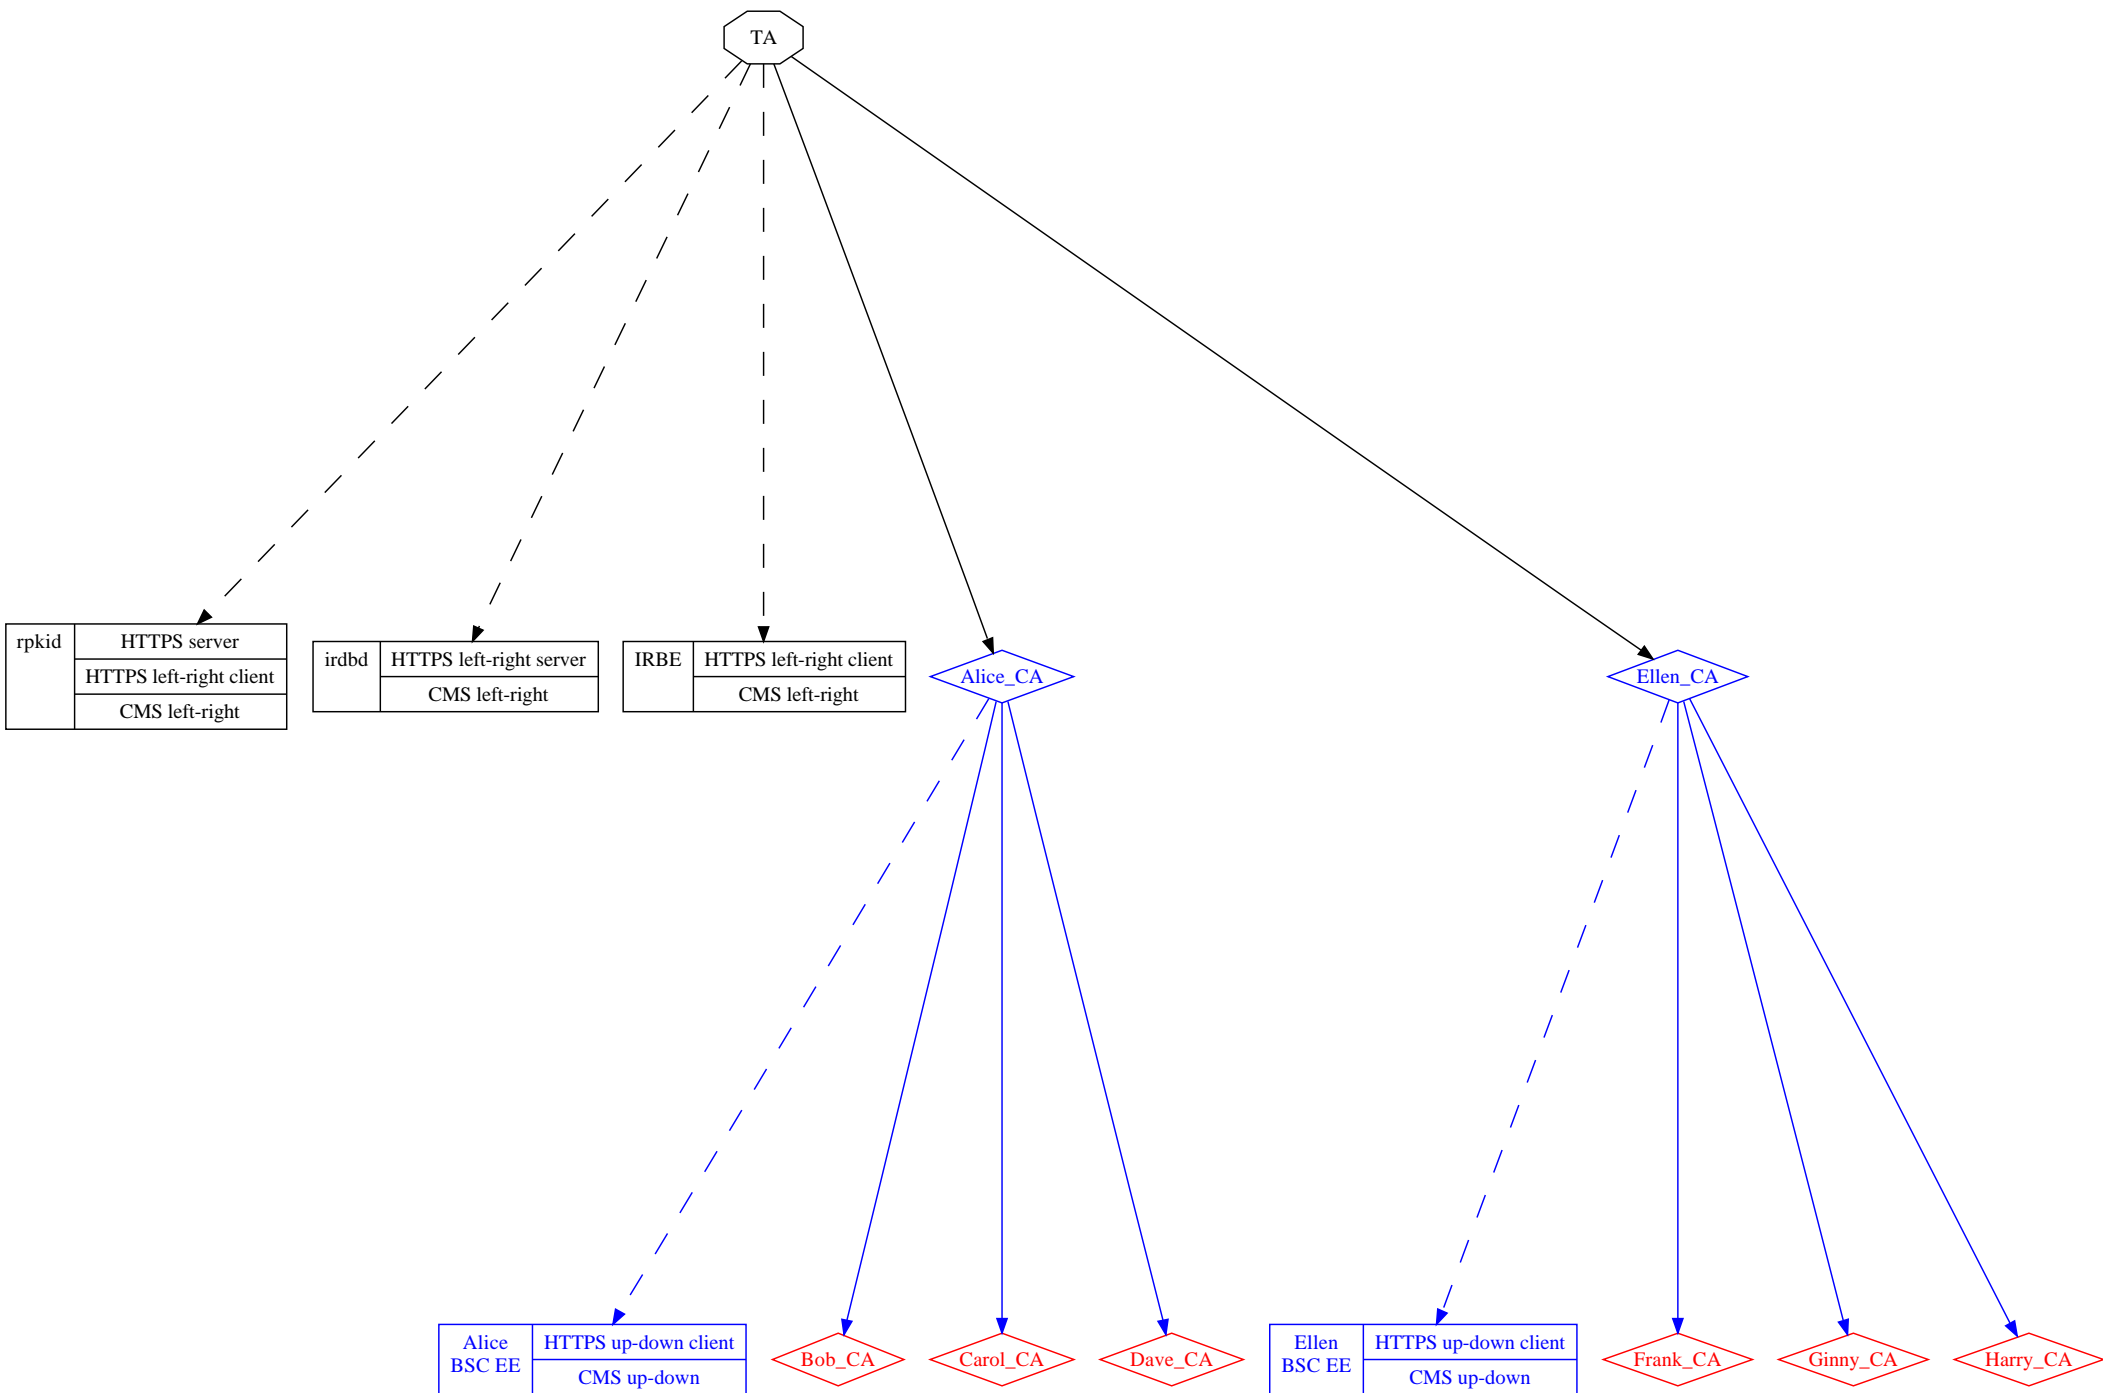 TA
rpkid
HTTPS server
HTTPS left-right client
CMS left-right
irdbd
HTTPS left-right server
CMS left-right
IRBE
HTTPS left-right client
CMS left-right
Alice_CA
Ellen_CA
Alice
BSC EE
HTTPS up-down client
CMS up-down
Bob_CA
Carol_CA
Dave_CA
Ellen
BSC EE
HTTPS up-down client
CMS up-down
Frank_CA
Ginny_CA
Harry_CA